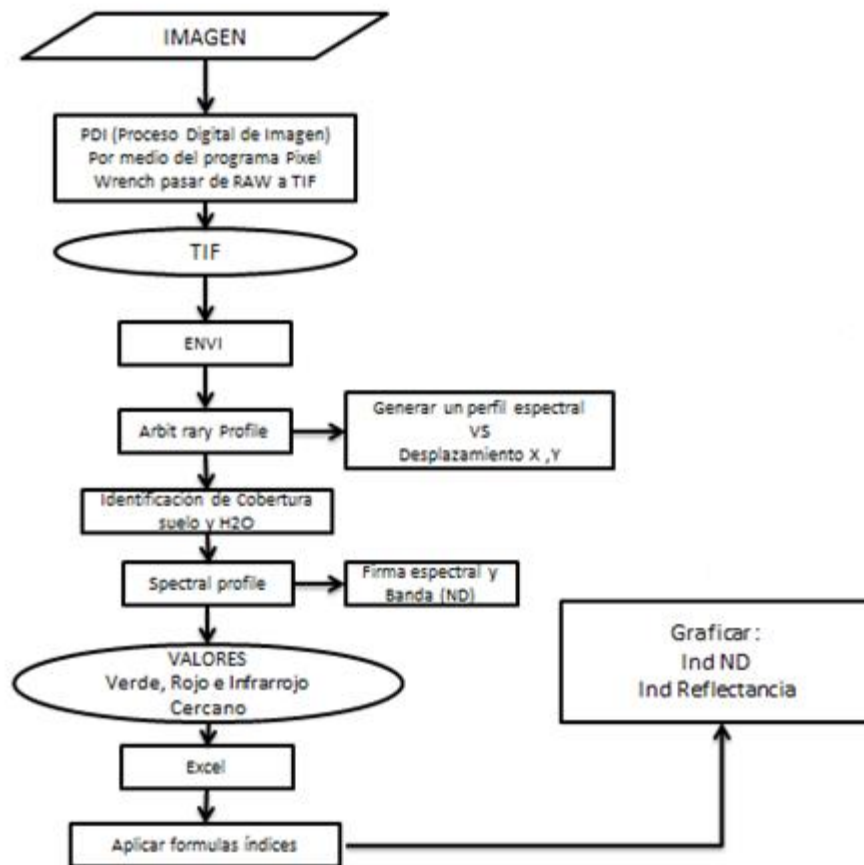 IMAGEN
PDI (Proceso Digital de Imagen)
Por medio del programa Pixel
Wrench pasar de RAW a TIF
TIF
ENVI
Arbit rary Profile
Generar un perfil espectral
VS
Desplazamiento X ,Y
Identificación de Cobertura
suelo y H2O
Spectral profile
Firma espectral y
Banda (ND)
VALORES
Verde, Rojo e Infrarrojo
Cercano
Graficar:
Ind ND
Ind Reflectancia
Excel
Aplicar formulas índices